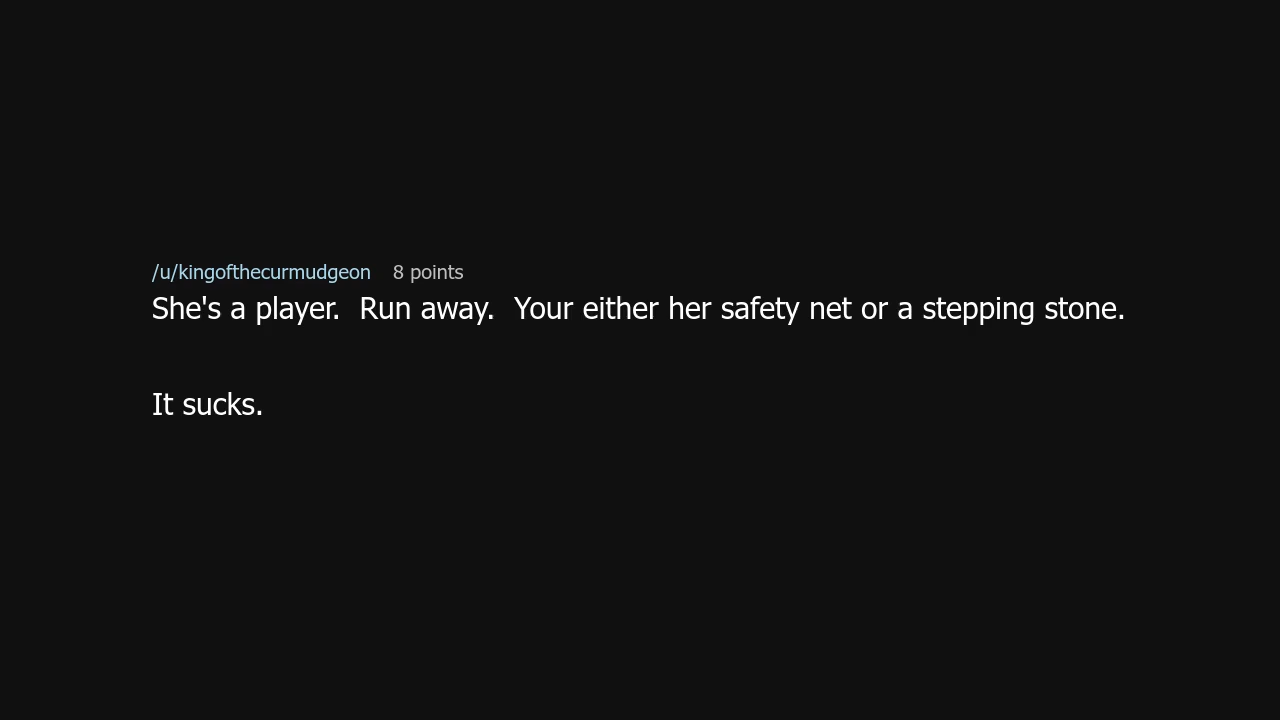 /u/kingofthecurmudgeon 8 points
She's a player.  Run away.  Your either her safety net or a stepping stone.
It sucks.